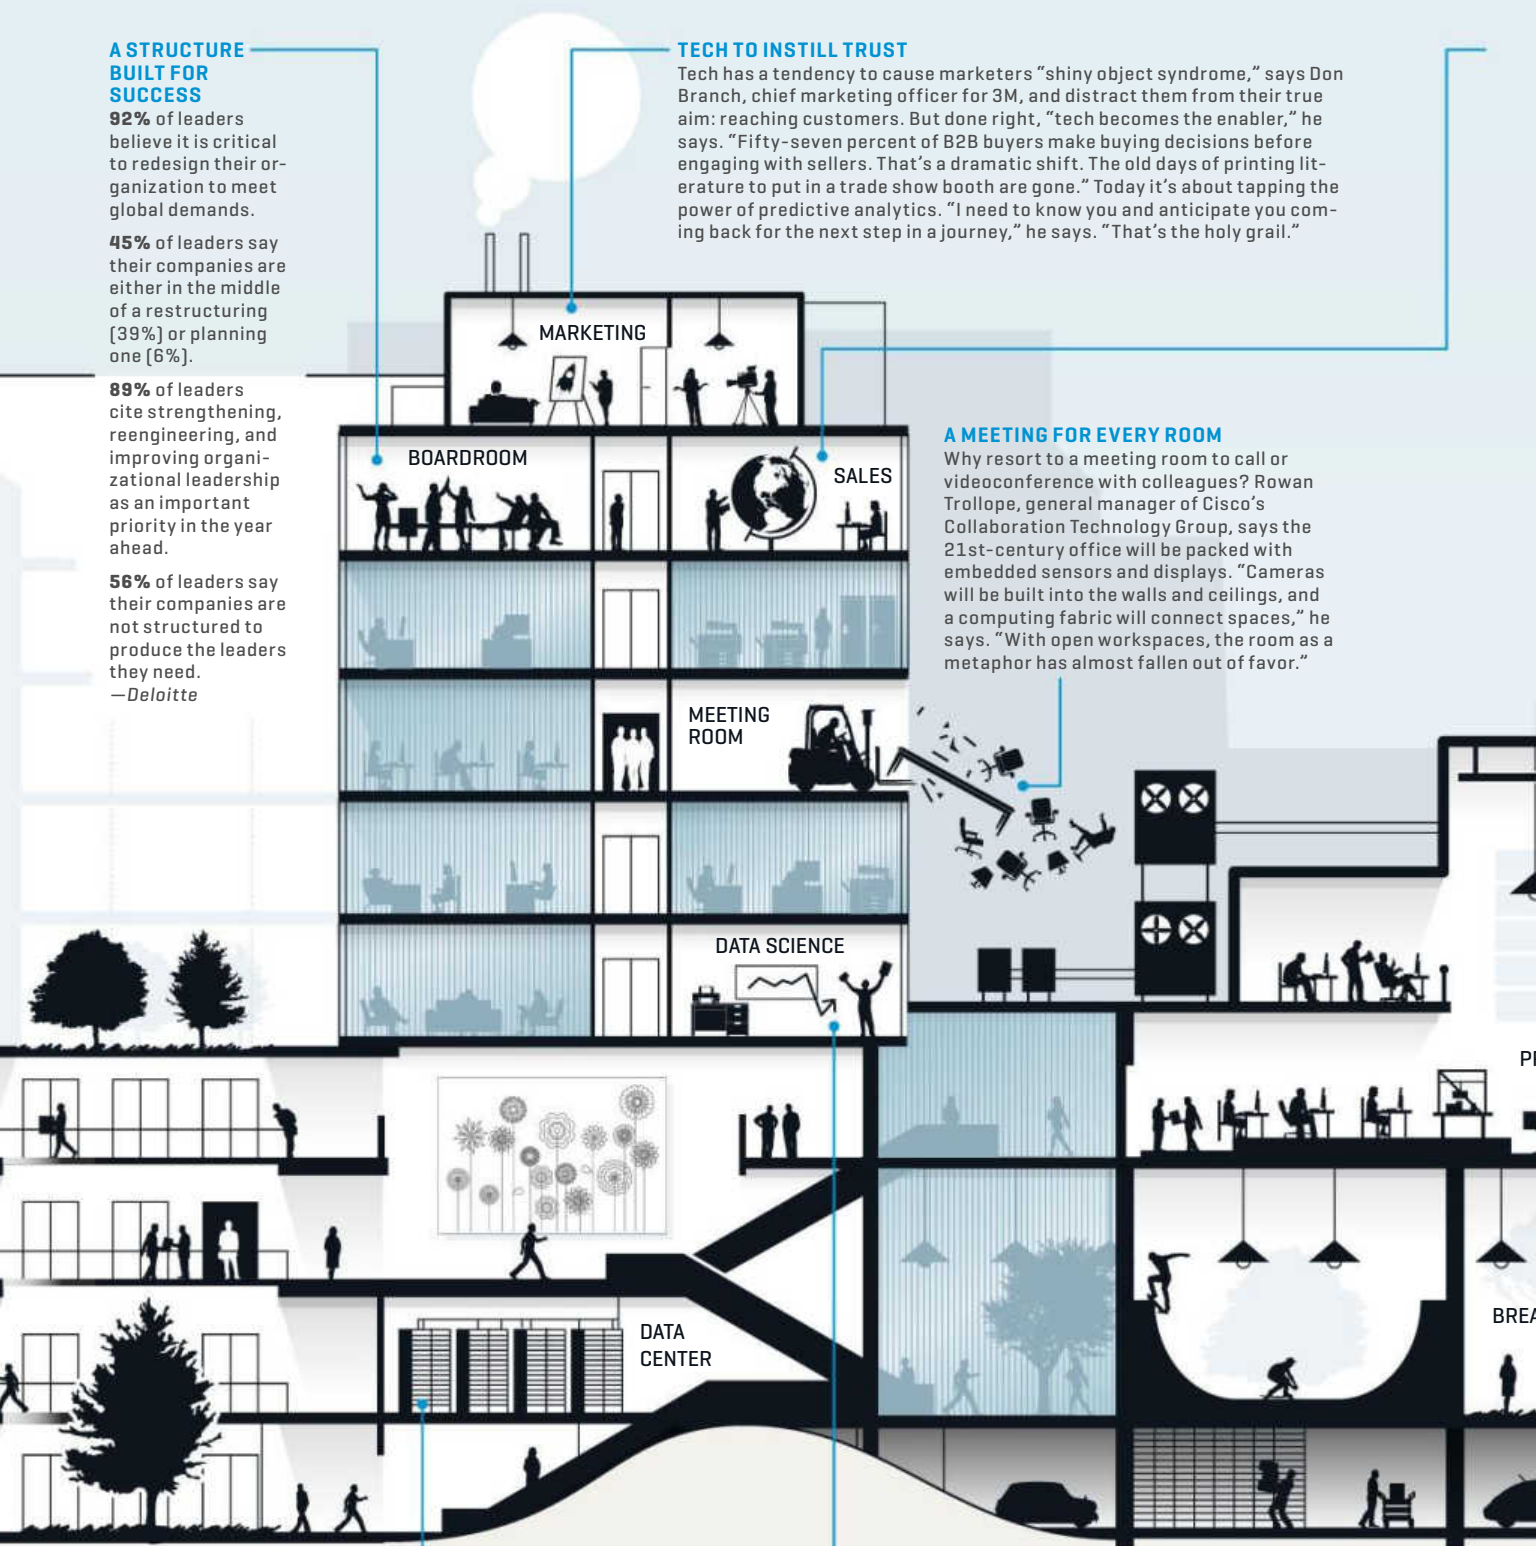 A STRUCTURE
BUILT FOR
SUCCESS
92% of leaders
believe it is critical
to redesign their or-
ganization to meet
global demands.
45% of leaders say
their companies are
either in the middle
of a restructuring
(39%) or planning
one (6%).
89% of leaders
cite strengthening,
reengineering, and
improving organi-
zational leadership
as an important
priority in the year
ahead.
56% of leaders say
their companies are
not structured to
produce the leaders
they need.
—Deloitte
TECH TO INSTILL TRUST
Tech has a tendency to cause marketers “shiny object syndrome,” says Don
Branch, chief marketing officer for 3M, and distract them from their true
aim: reaching customers. But done right, “tech becomes the enabler,” he
says. “Fifty-seven percent of B2B buyers make buying decisions before
engaging with sellers. That’s a dramatic shift. The old days of printing lit-
erature to put in a trade show booth are gone.” Today it’s about tapping the
power of predictive analytics. “I need to know you and anticipate you com-
ing back for the next step in a journey,” he says. “That’s the holy grail.”
MARKETING
BOARDROOM
SALES
A MEETING FOR EVERY ROOM
Why resort to a meeting room to call or
videoconference with colleagues? Rowan
Trollope, general manager of Cisco’s
Collaboration Technology Group, says the
21st-century office will be packed with
embedded sensors and displays. “Cameras
will be built into the walls and ceilings, and
a computing fabric will connect spaces,” he
says. “With open workspaces, the room as a
metaphor has almost fallen out of favor.”
MEETING
ROOM
DATA SCIENCE
DATA
CENTER